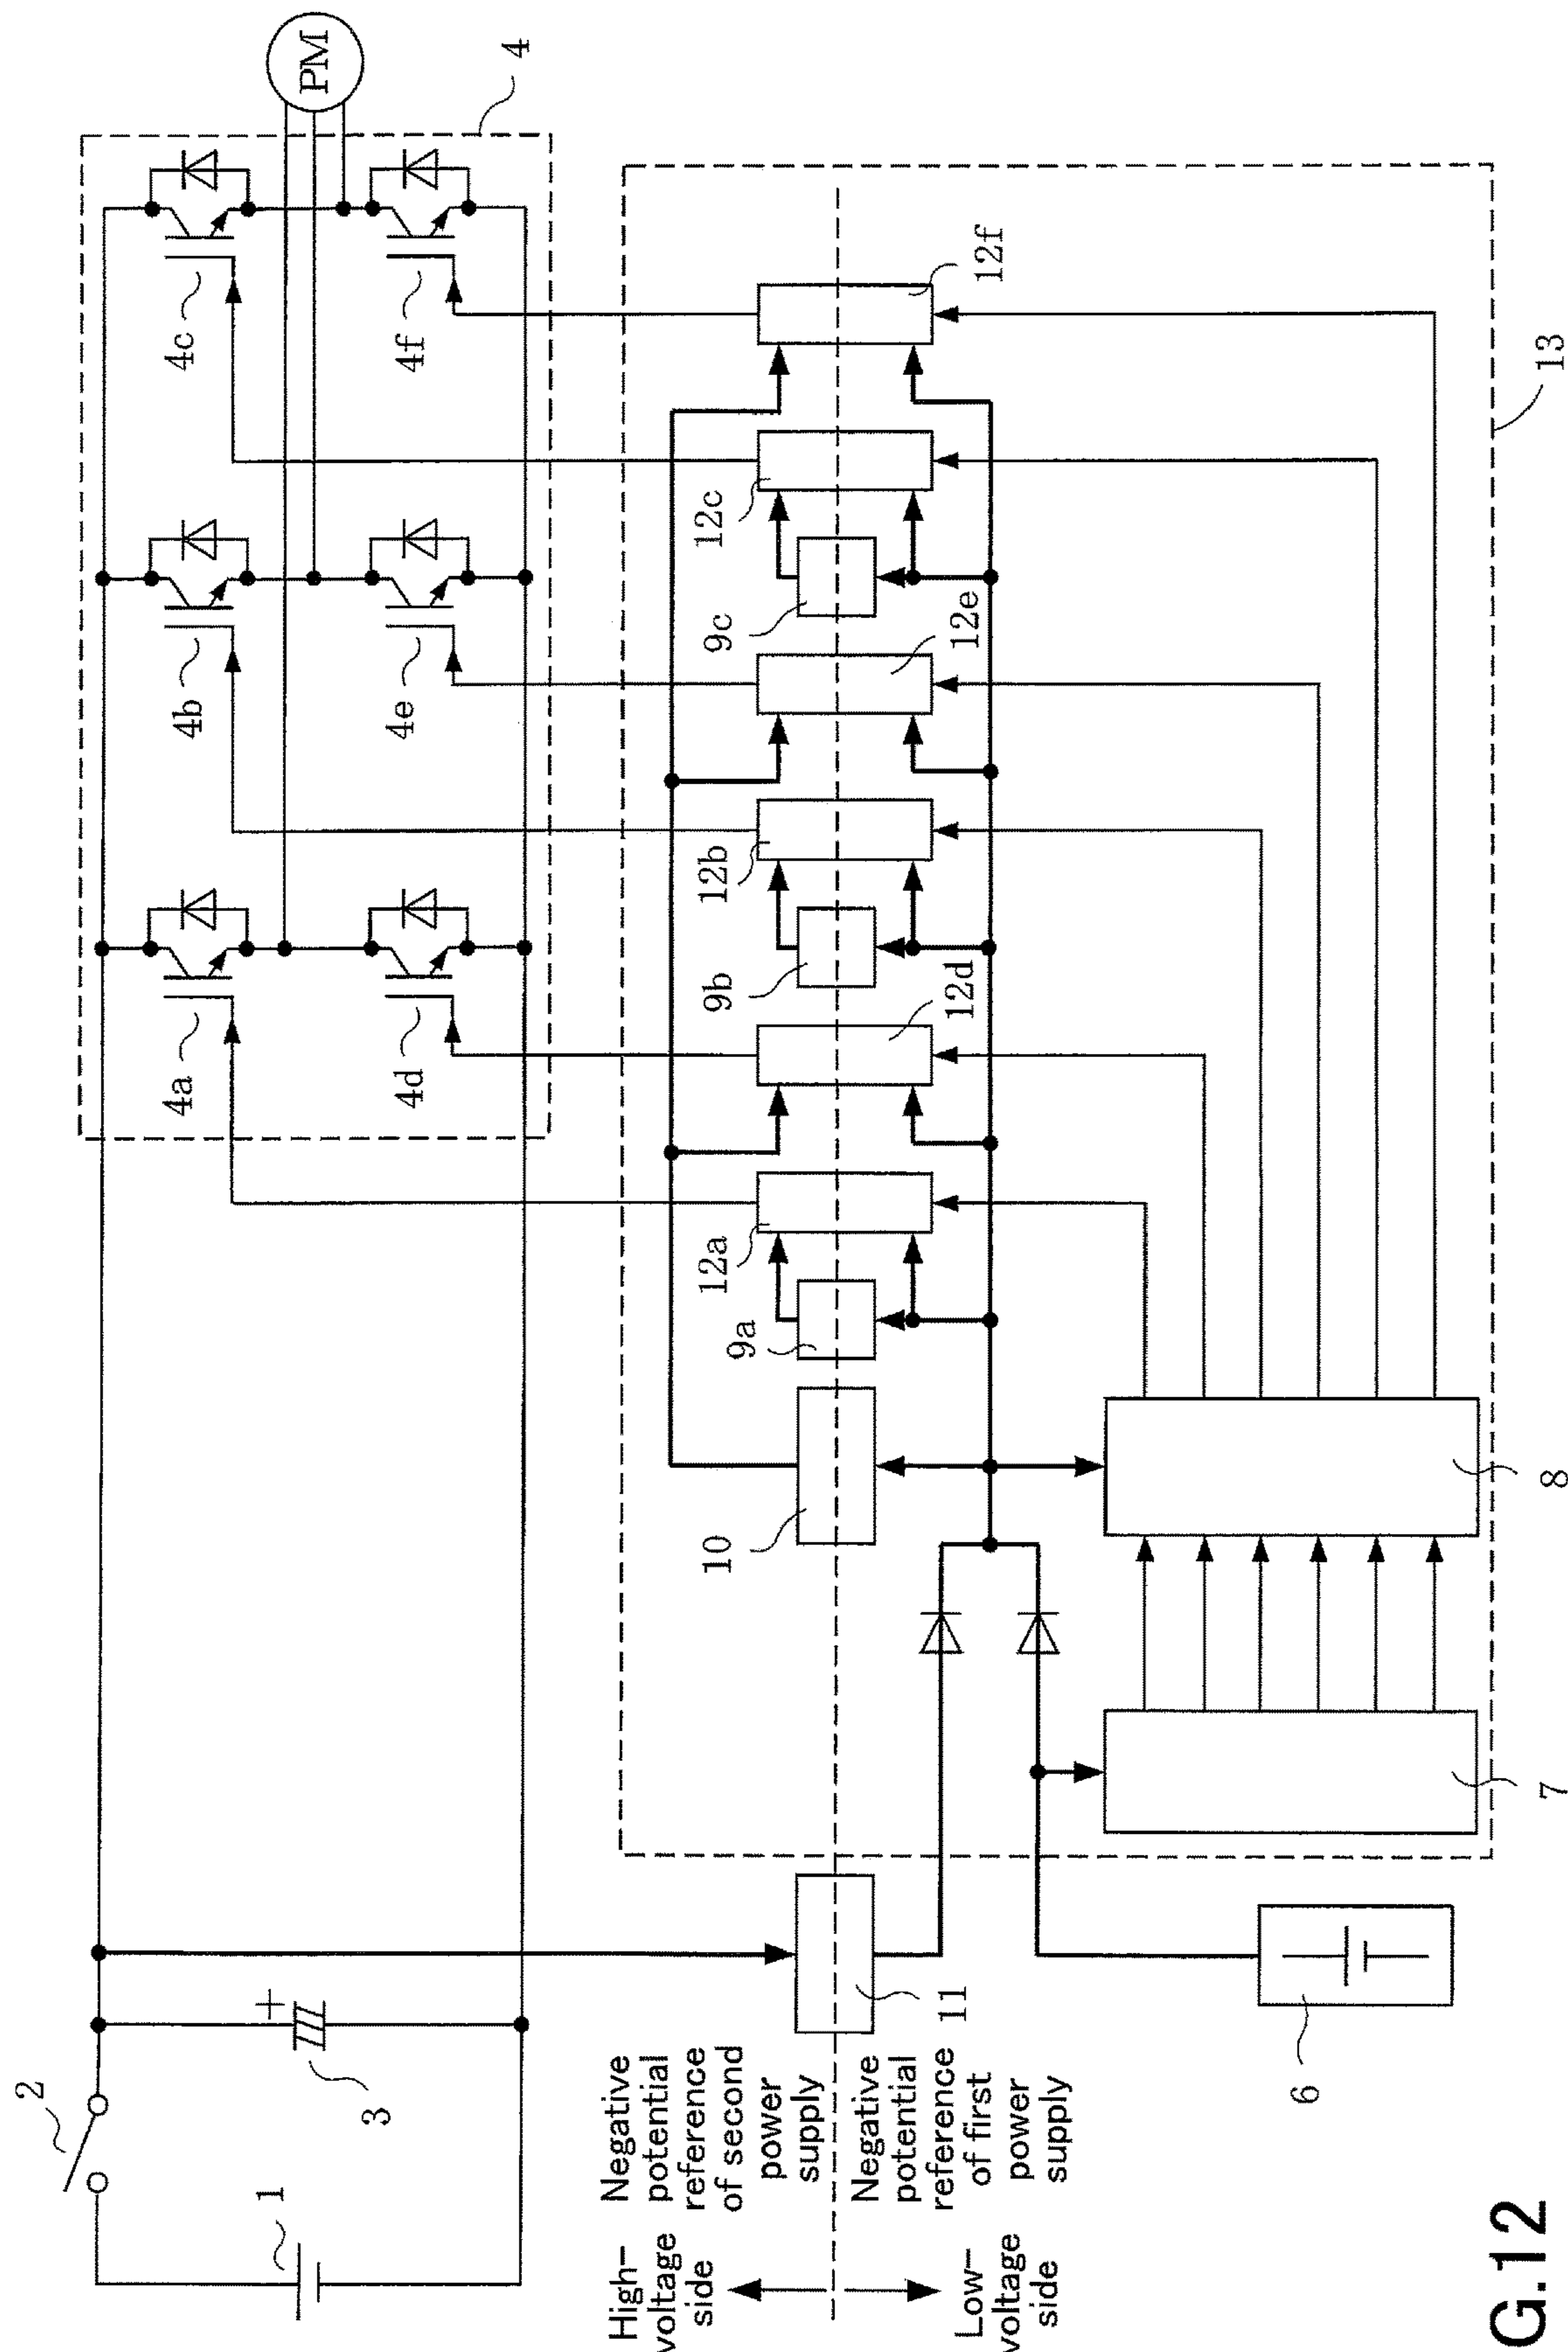 2
1
3
PM
4
4a
4b
4c
4d
4e
4f
High-
voltage
side
Negative
potential
reference
of second
power
supply
Low-
voltage
side
Negative
potential
reference
of first
power
supply
11
10
9a
12a
12d
9b
12b
12e
9c
12c
12f
6
7
8
13
G.12